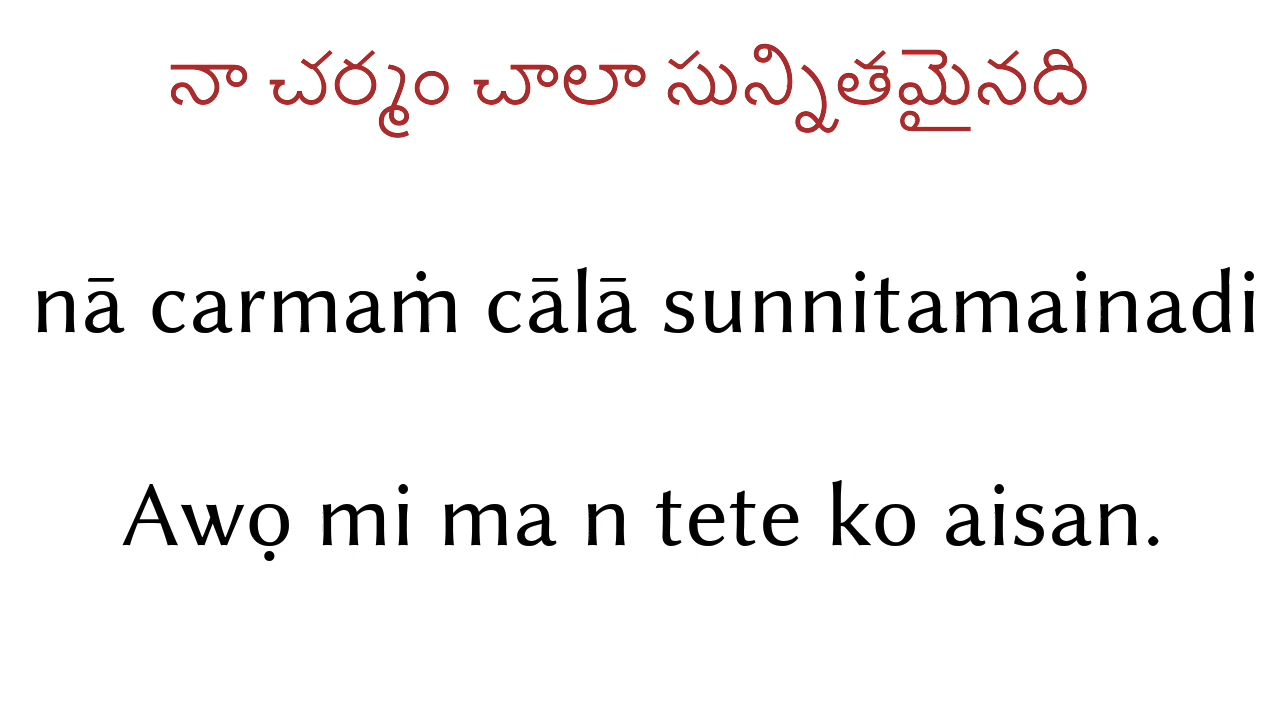 నా చర్మం చాలా సున్నితమైనది
nā carmaṁ cālā sunnitamainadi
Awọ mi ma n tete ko aisan.